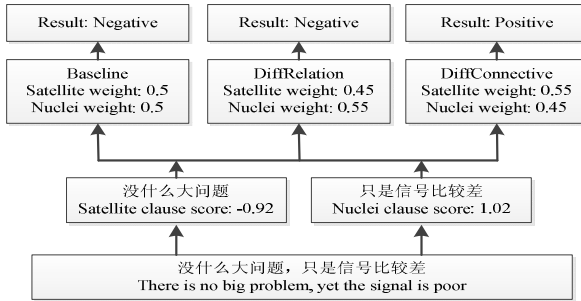 Result: Negative
Result: Negative
Result: Positive
Baseline
Satellite weight: 0.5
Nuclei weight: 0.5
DiffRelation
Satellite weight: 0.45
Nuclei weight: 0.55
DiffConnective
Satellite weight: 0.55
Nuclei weight: 0.45
没什么大问题
Satellite clause score: -0.92
只是信号比较差
Nuclei clause score: 1.02
没什么大问题，只是信号比较差
There is no big problem, yet the signal is poor